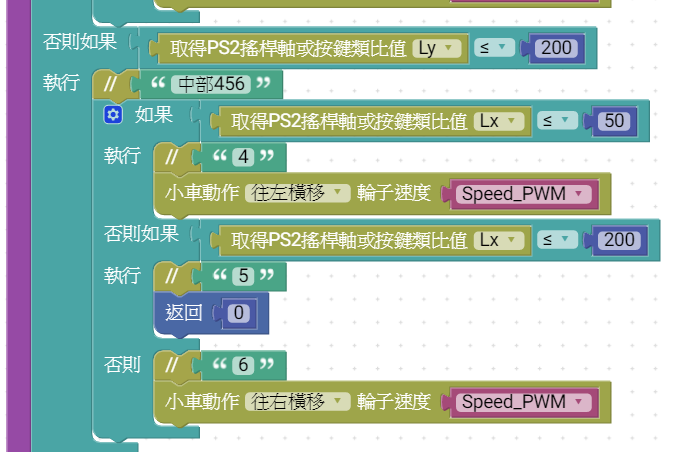 否則如果 取得PS2搖桿軸或按鍵類比值 Ly ▼ ≤ ▼ 200
執行 // “ 中部456 ”
如果 取得PS2搖桿軸或按鍵類比值 Lx ▼ ≤ ▼ 50
執行 // “ 4 ”
小車動作 往左橫移 ▼ 輪子速度 Speed_PWM ▼
否則如果 取得PS2搖桿軸或按鍵類比值 Lx ▼ ≤ ▼ 200
執行 // “ 5 ”
返回 0
否則 // “ 6 ”
小車動作 往右橫移 ▼ 輪子速度 Speed_PWM ▼